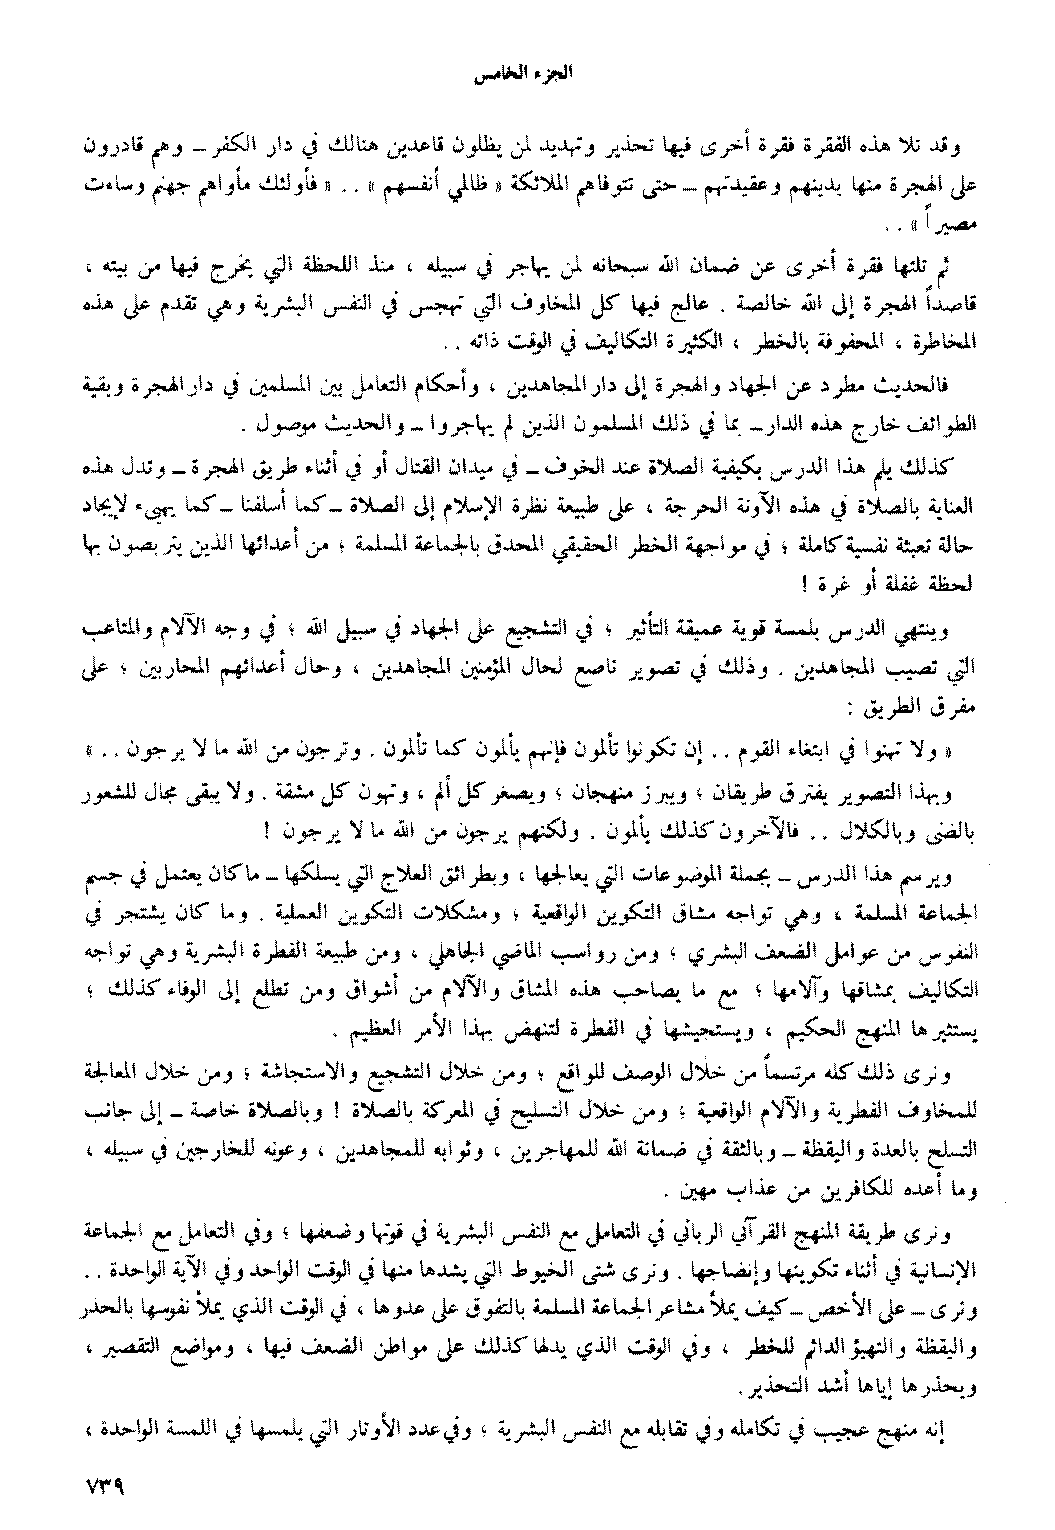 الجزء الخامس
وقد تلا هذه الفقرة فقرة أخرى فيها تحذير وتهديد لمن يظلون قاعدين هنالك في دار الكفر – وهم قادرون
على الهجرة منها بدينهم وعقيدتهم – حتى تتوفاهم الملائكة « ظالمي أنفسهم » . . « فأولئك مأواهم جهنم وساءت
مصيراً » . .
ثم تلتها فقرة أخرى عن ضمان الله سبحانه لمن يهاجر في سبيله ، منذ اللحظة التي يخرج فيها من بيته ،
قاصداً الهجرة إلى الله خالصة . عالج فيها كل المخاوف التي تهجس في النفس البشرية وهي تقدم على هذه
المخاطرة ، المحفوفة بالخطر ، الكثيرة التكاليف في الوقت ذاته . .
فالحديث مطرد عن الجهاد والهجرة إلى دار المجاهدين ، وأحكام التعامل بين المسلمين في دار الهجرة وبقية
الطوائف خارج هذه الدار – بما في ذلك المسلمون الذين لم يهاجروا – والحديث موصول .
كذلك يلم هذا الدرس بكيفية الصلاة عند الخوف – في ميدان القتال أو في أثناء طريق الهجرة – وتدل هذه
العناية بالصلاة في هذه الآونة الحرجة ، على طبيعة نظرة الإسلام إلى الصلاة – كما أسلفنا – كما يهيىء لإيجاد
حالة تعبئة نفسية كاملة ؛ في مواجهة الخطر الحقيقي المحدق بالجماعة المسلمة ؛ من أعدائها الذين يتربصون بها
لحظة غفلة أو غرة !
وينتهي الدرس بلمسة قوية عميقة التأثير ؛ في التشجيع على الجهاد في سبيل الله ؛ في وجه الآلام والمتاعب
التي تصيب المجاهدين . وذلك في تصوير ناصع لحال المؤمنين المجاهدين ، وحال أعدائهم المحاربين ؛ على
مفرق الطريق :
« ولا تهنوا في ابتغاء القوم . . إن تكونوا تألمون فإنهم يألمون كما تألمون . وترجون من الله ما لا يرجون . . »
وبهذا التصوير يفترق طريقان ؛ ويبرز منهجان ؛ ويصغر كل ألم ، وتهون كل مشقة . ولا يبقى مجال للشعور
بالضنى وبالكلال . . فالآخرون كذلك يألمون . ولكنهم يرجون من الله ما لا يرجون !
ويرسم هذا الدرس – بجملة الموضوعات التي يعالجها ، وبطرائق العلاج التي يسلكها – ما كان يعتمل في جسم
الجماعة المسلمة ، وهي تواجه مشاق التكوين الواقعية ؛ ومشكلات التكوين العملية . وما كان يشتجر في
النفوس من عوامل الضعف البشري ؛ ومن رواسب الماضي الجاهلي ، ومن طبيعة الفطرة البشرية وهي تواجه
التكاليف بمشاقها وآلامها ؛ مع ما يصاحب هذه المشاق والآلام من أشواق ومن تطلع إلى الوفاء كذلك ؛
يستثيرها المنهج الحكيم ، ويستجيشها في الفطرة لتنهض بهذا الأمر العظيم .
ونرى ذلك كله مرتسماً من خلال الوصف للواقع ؛ ومن خلال التشجيع والاستجاشة ؛ ومن خلال المعالجة
للمخاوف الفطرية والآلام الواقعية ؛ ومن خلال التسليح في المعركة بالصلاة ! وبالصلاة خاصة – إلى جانب
التسلح بالعدة واليقظة – وبالثقة في ضمانة الله للمهاجرين ، وثوابه للمجاهدين ، وعونه للخارجين في سبيله ،
وما أعده للكافرين من عذاب مهين .
ونرى طريقة المنهج القرآني الرباني في التعامل مع النفس البشرية في قوتها وضعفها ؛ وفي التعامل مع الجماعة
الإنسانية في أثناء تكوينها وإنضاجها . ونرى شتى الخيوط التي يشدها منها في الوقت الواحد وفي الآية الواحدة . .
ونرى – على الأخص – كيف يملأ مشاعر الجماعة المسلمة بالتفوق على عدوها ، في الوقت الذي يملأ نفوسها بالحذر
واليقظة والتهيؤ الدائم للخطر ، وفي الوقت الذي يدلها كذلك على مواطن الضعف فيها ، ومواضع التقصير ،
ويحذرها إياها أشد التحذير .
إنه منهج عجيب في تكامله وفي تقابله مع النفس البشرية ؛ وفي عدد الأوتار التي يلمسها في اللمسة الواحدة ،
٧٣٩